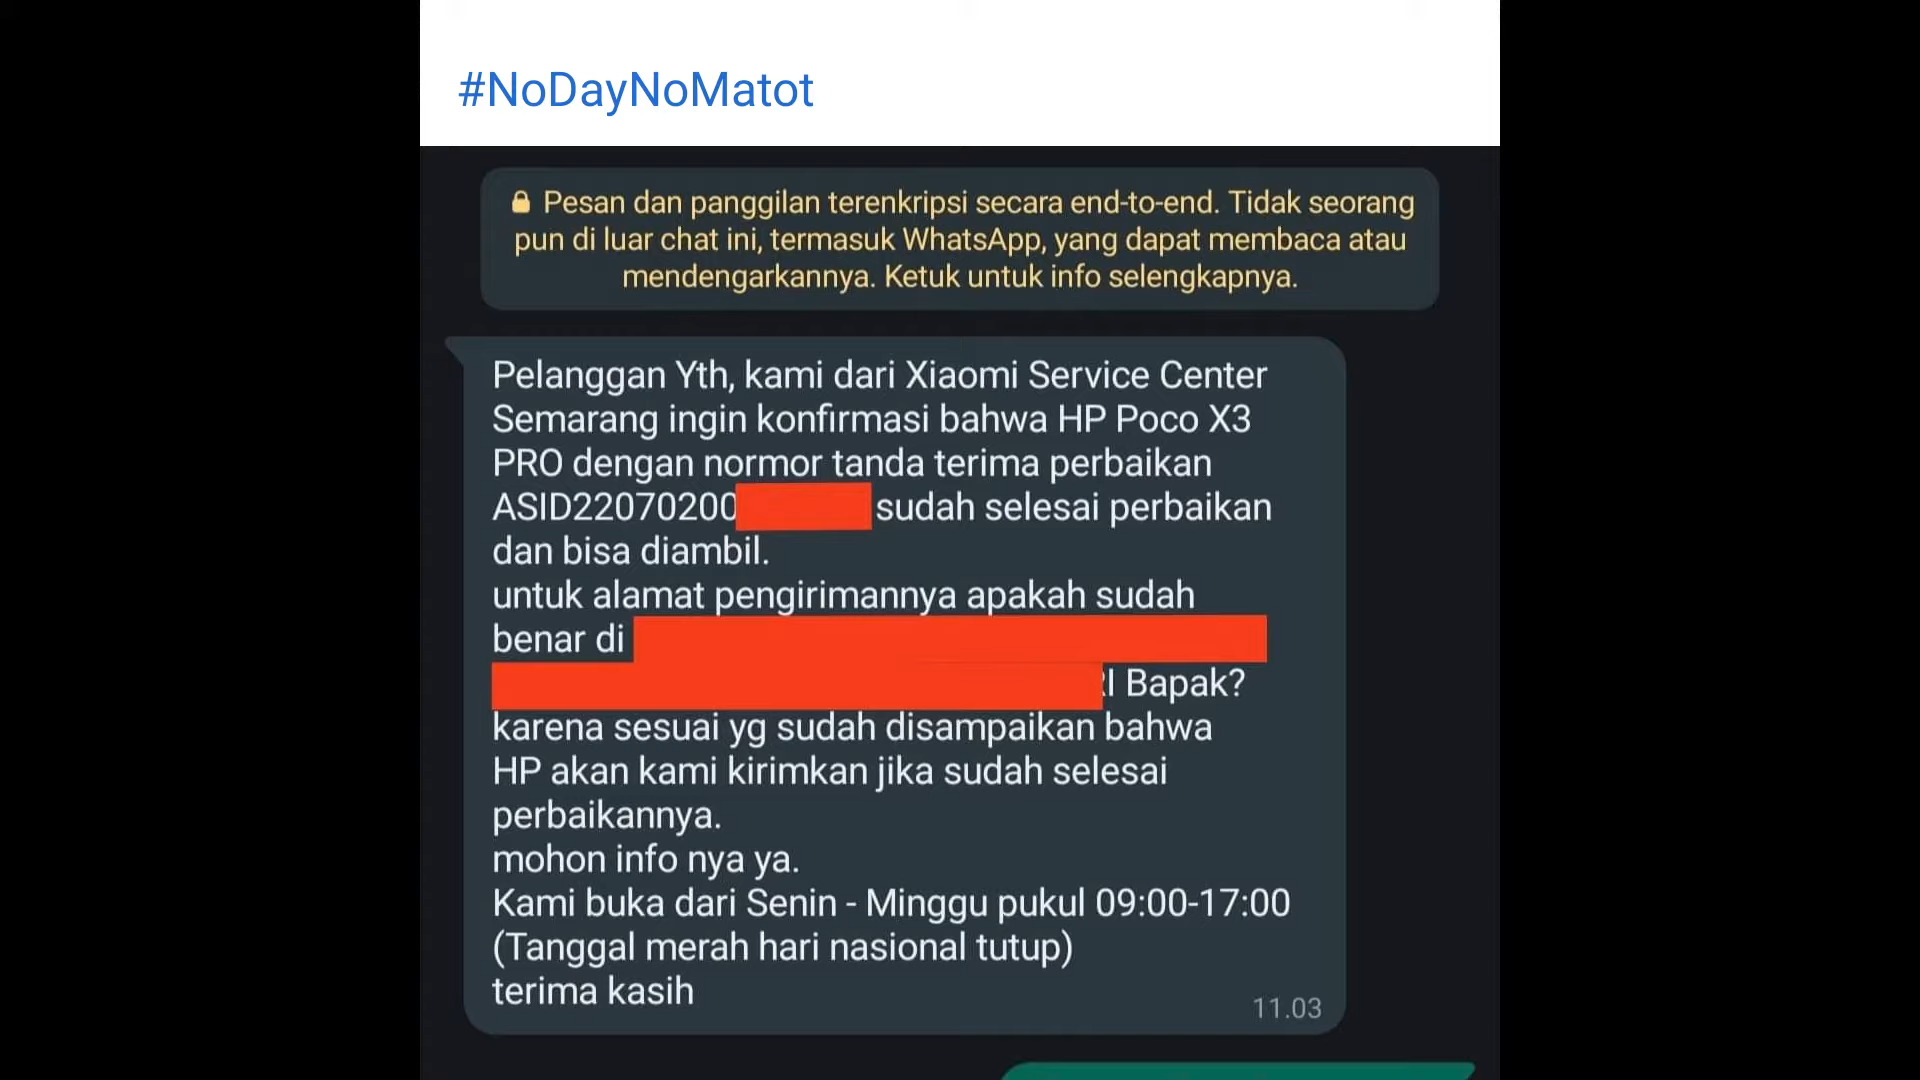 #NoDayNoMatot
Pesan dan panggilan terenkripsi secara end-to-end. Tidak seorang
pun di luar chat ini, termasuk WhatsApp, yang dapat membaca atau
mendengarkannya. Ketuk untuk info selengkapnya.
Pelanggan Yth, kami dari Xiaomi Service Center
Semarang ingin konfirmasi bahwa HP Poco X3
PRO dengan normor tanda terima perbaikan
ASID22070200 sudah selesai perbaikan
dan bisa diambil.
untuk alamat pengirimannya apakah sudah
benar di
I Bapak?
karena sesuai yg sudah disampaikan bahwa
HP akan kami kirimkan jika sudah selesai
perbaikannya.
mohon info nya ya.
Kami buka dari Senin - Minggu pukul 09:00-17:00
(Tanggal merah hari nasional tutup)
terima kasih
11.03